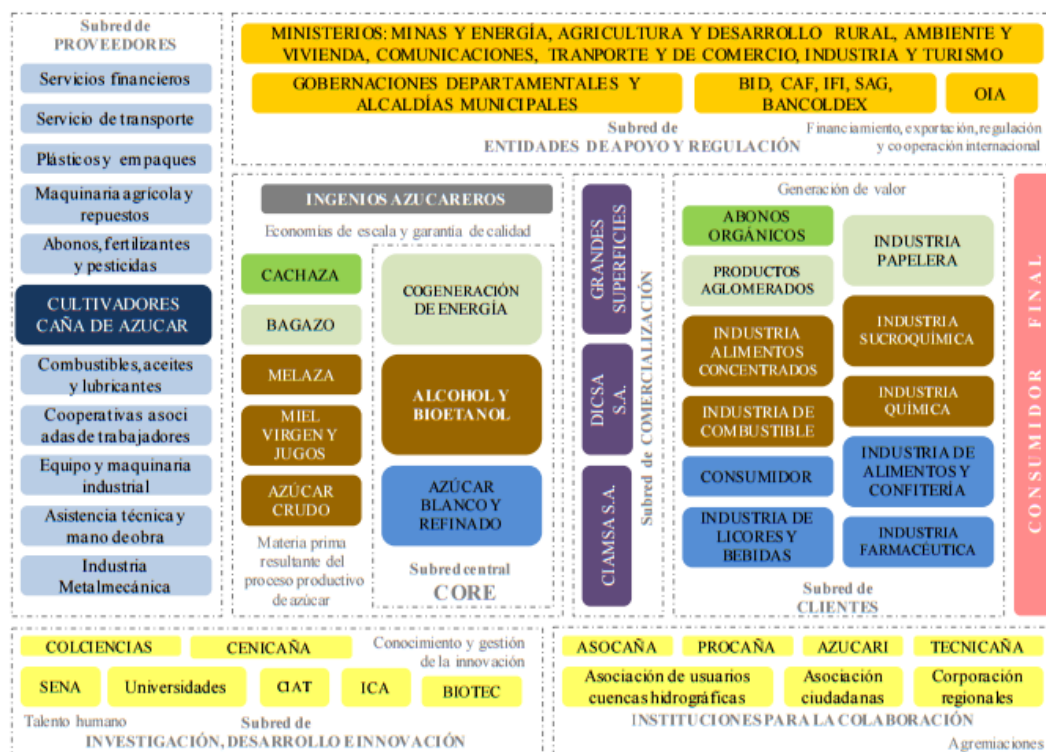 Subred de
PROVEEDORES
Servicios financieros
Servicio de transporte
Plásticos y empaques
Maquinaria agrícola y
repuestos
Abonos, fertilizantes
y pesticidas
CULTIVADORES
CAÑA DE AZUCAR
Combustibles, aceites
y lubricantes
Cooperativas asoci
adas de trabajadores
Equipo y maquinaria
industrial
Asistencia técnica y
mano de obra
Industria
Metalmecánica
MINISTERIOS: MINAS Y ENERGÍA, AGRICULTURA Y DESARROLLO RURAL, AMBIENTE Y
VIVIENDA, COMUNICACIONES, TRANPORTE Y DE COMERCIO, INDUSTRIA Y TURISMO
GOBERNACIONES DEPARTAMENTALES Y
ALCALDÍAS MUNICIPALES
BID, CAF, IFI, SAG,
BANCOLDEX
OIA
Subred de
ENTIDADES DE APOYO Y REGULACIÓN
Financiamiento, exportación, regulación
y cooperación internacional
INGENIOS AZUCAREROS
Economías de escala y garantía de calidad
CACHAZA
BAGAZO
MELAZA
MIEL
VIRGEN Y
JUGOS
AZÚCAR
CRUDO
Materia prima
resultante del
proceso productivo
de azúcar
COGENERACIÓN
DE ENERGÍA
ALCOHOL Y
BIOETANOL
AZÚCAR
BLANCO Y
REFINADO
Subred central
CORE
GRANDES
SUPERFICIES
DICSA
S.A.
CIAMSA S.A.
Subred de COMERCIALIZACIÓN
Generación de valor
ABONOS
ORGÁNICOS
PRODUCTOS
AGLOMERADOS
INDUSTRIA
ALIMENTOS
CONCENTRADOS
INDUSTRIA DE
COMBUSTIBLE
CONSUMIDOR
INDUSTRIA DE
LICORES Y
BEBIDAS
INDUSTRIA
PAPELERA
INDUSTRIA
SUCROQUÍMICA
INDUSTRIA
QUÍMICA
INDUSTRIA DE
ALIMENTOS Y
CONFITERÍA
INDUSTRIA
FARMACÉUTICA
Subred de
CLIENTES
CONSUMIDOR FINAL
COLCIENCIAS
CENICAÑA
Conocimiento y gestión
de la innovación
SENA
Universidades
CIAT
ICA
BIOTEC
Talento humano
Subred de
INVESTIGACIÓN, DESARROLLO E INNOVACIÓN
ASOCAÑA
PROCAÑA
AZUCARI
TECNICAÑA
Asociación de usuarios
cuencas hidrográficas
Asociación
ciudadanas
Corporación
regionales
INSTITUCIONES PARA LA COLABORACIÓN
Agremiaciones